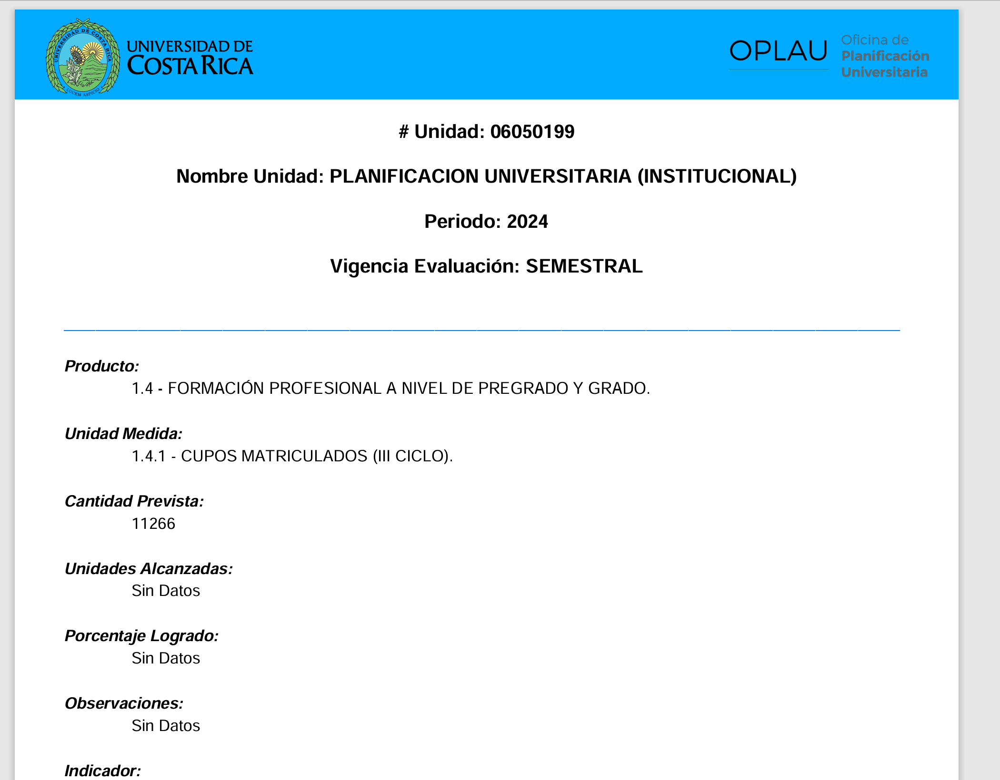 UNIVERSIDAD DE COSTA RICA
LUCEM ASPICIO
UNIVERSIDAD DE
COSTA RICA
OPLAU
Oficina de
Planificación
Universitaria
# Unidad: 06050199
Nombre Unidad: PLANIFICACION UNIVERSITARIA (INSTITUCIONAL)
Periodo: 2024
Vigencia Evaluación: SEMESTRAL
Producto:
1.4 - FORMACIÓN PROFESIONAL A NIVEL DE PREGRADO Y GRADO.
Unidad Medida:
1.4.1 - CUPOS MATRICULADOS (III CICLO).
Cantidad Prevista:
11266
Unidades Alcanzadas:
Sin Datos
Porcentaje Logrado:
Sin Datos
Observaciones:
Sin Datos
Indicador: